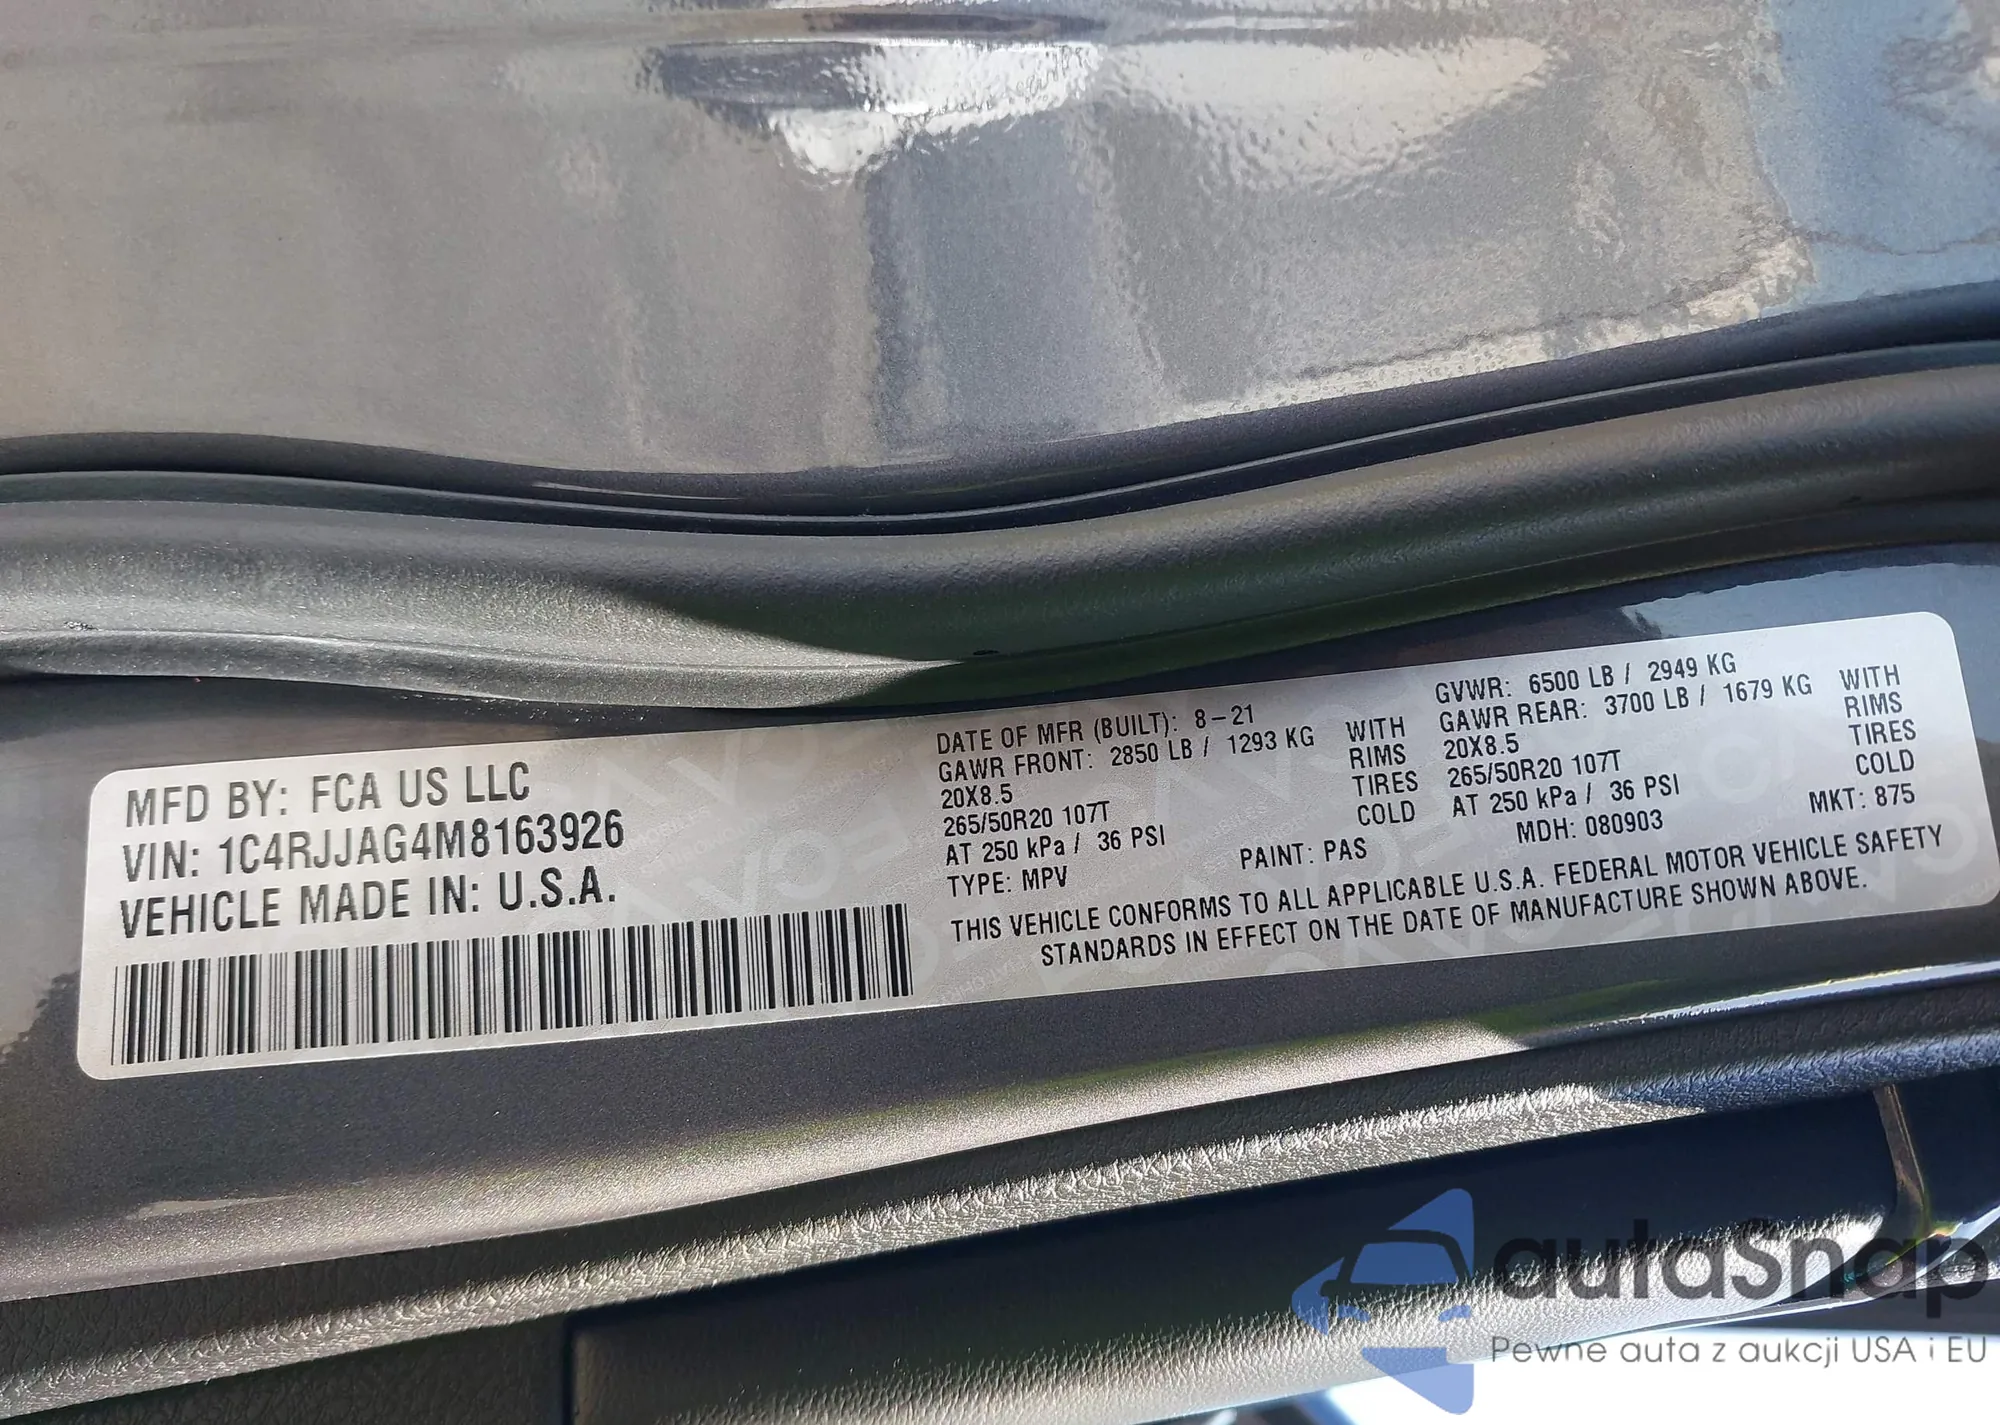 MFD BY: FCA US LLC
VIN: 1C4RJJAG4M8163926
VEHICLE MADE IN: U.S.A.
DATE OF MFR (BUILT): 8-21
GAWR FRONT: 2850 LB / 1293 KG WITH
20X8.5 RIMS
265/50R20 107T TIRES
AT 250 kPa / 36 PSI COLD
TYPE: MPV
GVWR: 6500 LB / 2949 KG
GAWR REAR: 3700 LB / 1679 KG WITH
20X8.5 RIMS
265/50R20 107T TIRES
AT 250 kPa / 36 PSI COLD
PAINT: PAS MDH: 080903 MKT: 875
THIS VEHICLE CONFORMS TO ALL APPLICABLE U.S.A. FEDERAL MOTOR VEHICLE SAFETY
STANDARDS IN EFFECT ON THE DATE OF MANUFACTURE SHOWN ABOVE.
autaSnap
Pewne auta z aukcji USA i EU